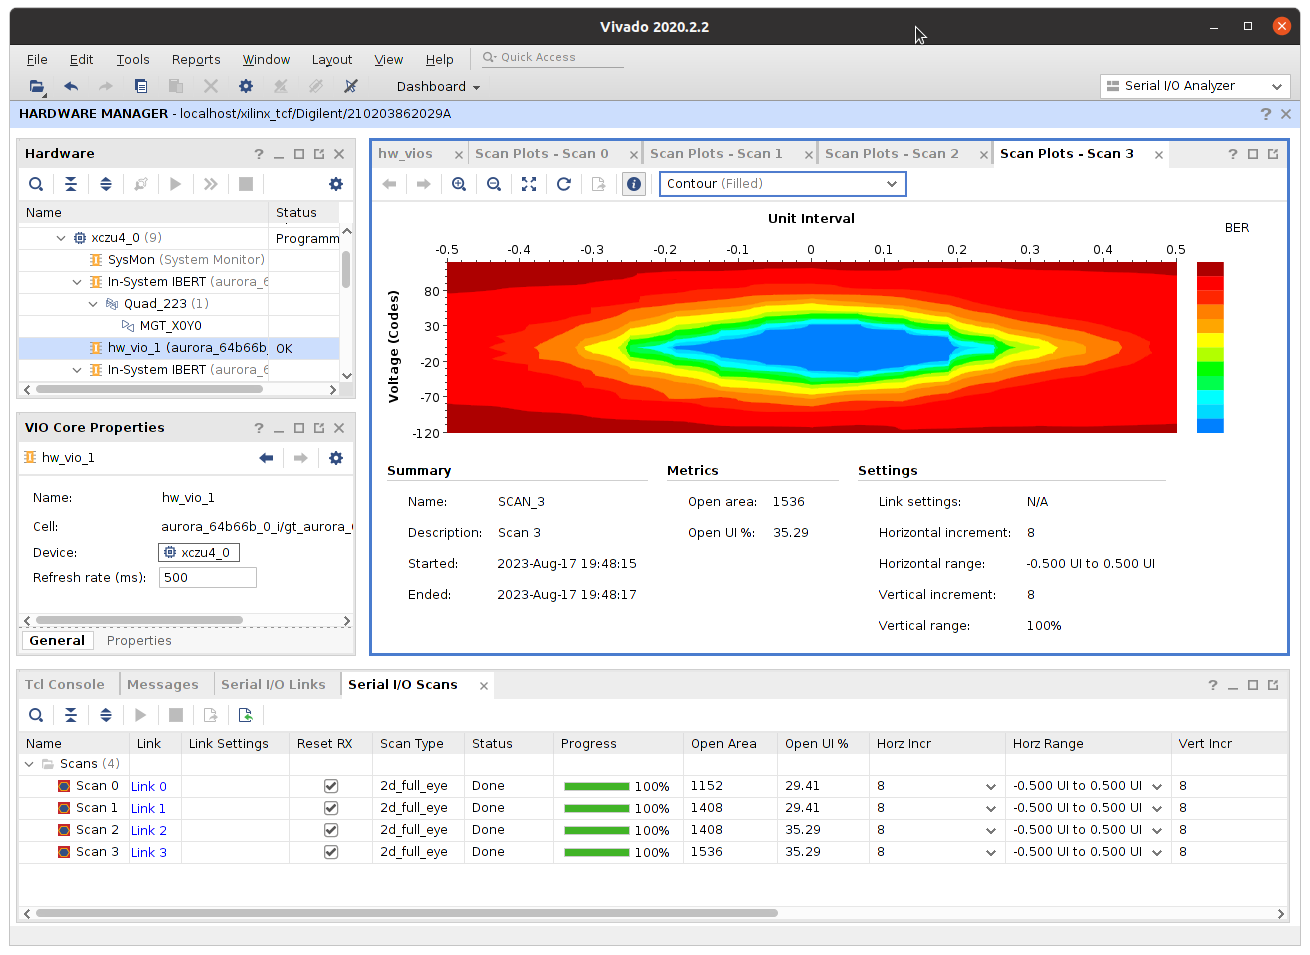 Vivado 2020.2.2
File Edit Tools Reports Window Layout View Help Quick Access
Dashboard Serial I/O Analyzer
HARDWARE MANAGER - localhost/xilinx_tcf/Digilent/210203862029A
Hardware
Name Status
xczu4_0 (9) Programm
SysMon (System Monitor)
In-System IBERT (aurora_6
Quad_223 (1)
MGT_X0Y0
hw_vio_1 (aurora_64b66b_ OK
In-System IBERT (aurora_6
VIO Core Properties
hw_vio_1
Name: hw_vio_1
Cell: aurora_64b66b_0_i/gt_aurora_
Device: xczu4_0
Refresh rate (ms): 500
General Properties
hw_vios Scan Plots - Scan 0 Scan Plots - Scan 1 Scan Plots - Scan 2 Scan Plots - Scan 3
Contour (Filled)
Unit Interval
BER
-0.5 -0.4 -0.3 -0.2 -0.1 0 0.1 0.2 0.3 0.4 0.5
Voltage (Codes)
80
30
-20
-70
-120
Summary
Name: SCAN_3
Description: Scan 3
Started: 2023-Aug-17 19:48:15
Ended: 2023-Aug-17 19:48:17
Metrics
Open area: 1536
Open UI %: 35.29
Settings
Link settings: N/A
Horizontal increment: 8
Horizontal range: -0.500 UI to 0.500 UI
Vertical increment: 8
Vertical range: 100%
Tcl Console Messages Serial I/O Links Serial I/O Scans
Name Link Link Settings Reset RX Scan Type Status Progress Open Area Open UI % Horz Incr Horz Range Vert Incr
Scans (4)
Scan 0 Link 0 2d_full_eye Done 100% 1152 29.41 8 -0.500 UI to 0.500 UI 8
Scan 1 Link 1 2d_full_eye Done 100% 1408 29.41 8 -0.500 UI to 0.500 UI 8
Scan 2 Link 2 2d_full_eye Done 100% 1408 35.29 8 -0.500 UI to 0.500 UI 8
Scan 3 Link 3 2d_full_eye Done 100% 1536 35.29 8 -0.500 UI to 0.500 UI 8